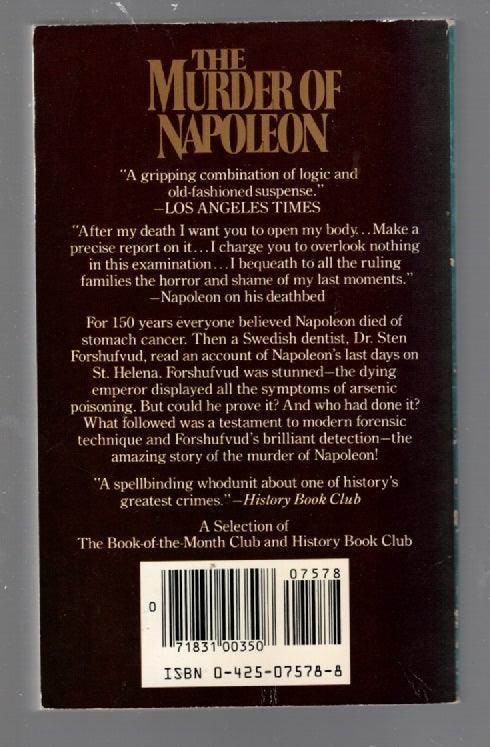 THE
MURDER OF
NAPOLEON
"A gripping combination of logic and
old-fashioned suspense."
—LOS ANGELES TIMES
"After my death I want you to open my body...Make a
precise report on it...I charge you to overlook nothing
in this examination...I bequeath to all the ruling
families the horror and shame of my last moments."
—Napoleon on his deathbed
For 150 years everyone believed Napoleon died of
stomach cancer. Then a Swedish dentist, Dr. Sten
Forshufvud, read an account of Napoleon's last days on
St. Helena. Forshufvud was stunned—the dying
emperor displayed all the symptoms of arsenic
poisoning. But could he prove it? And who had done it?
What followed was a testament to modern forensic
technique and Forshufvud's brilliant detection—the
amazing story of the murder of Napoleon!
"A spellbinding whodunit about one of history's
greatest crimes."—History Book Club
A Selection of
The Book-of-the-Month Club and History Book Club
07578
0
71831 00350
ISBN 0-425-07578-8